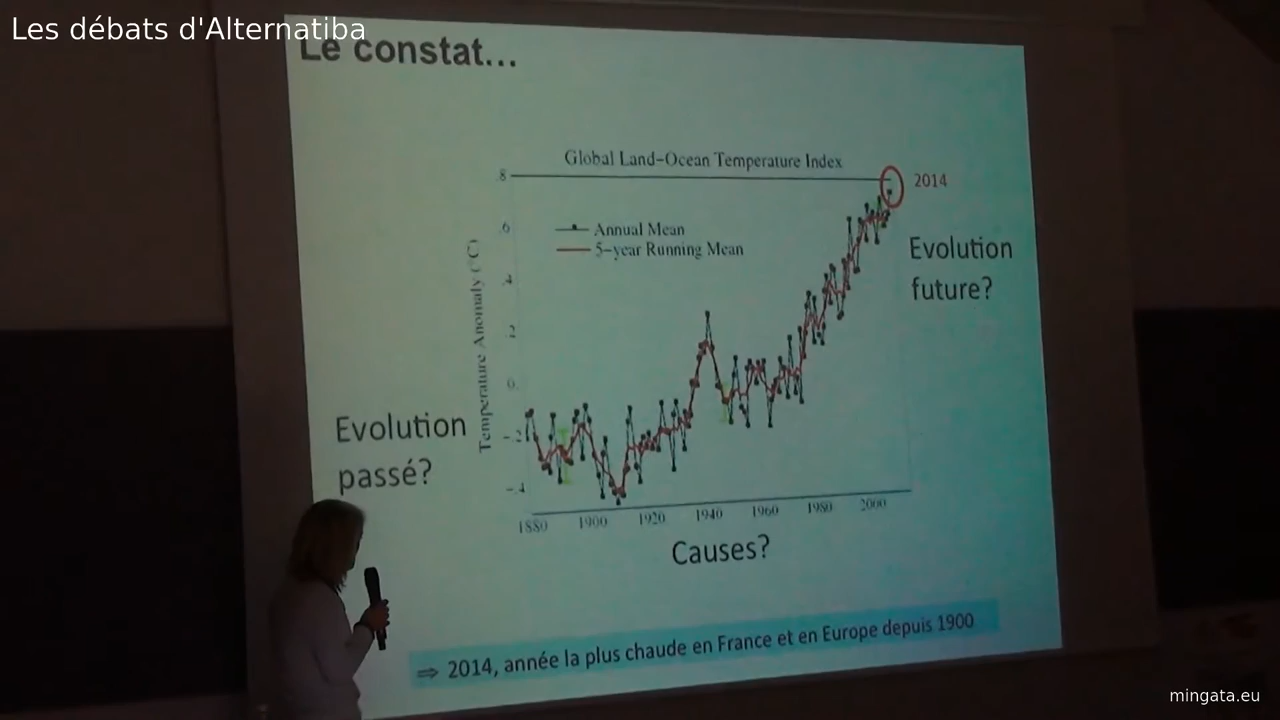 Les débats d'Alternatiba
Le constat...
Global Land-Ocean Temperature Index
.8
2014
.6
Annual Mean
5-year Running Mean
Evolution
future?
Temperature Anomaly (°C)
.4
.2
0.
Evolution
passé?
-.2
-.4
1880 1900 1920 1940 1960 1980 2000
Causes?
⇒ 2014, année la plus chaude en France et en Europe depuis 1900
mingata.eu